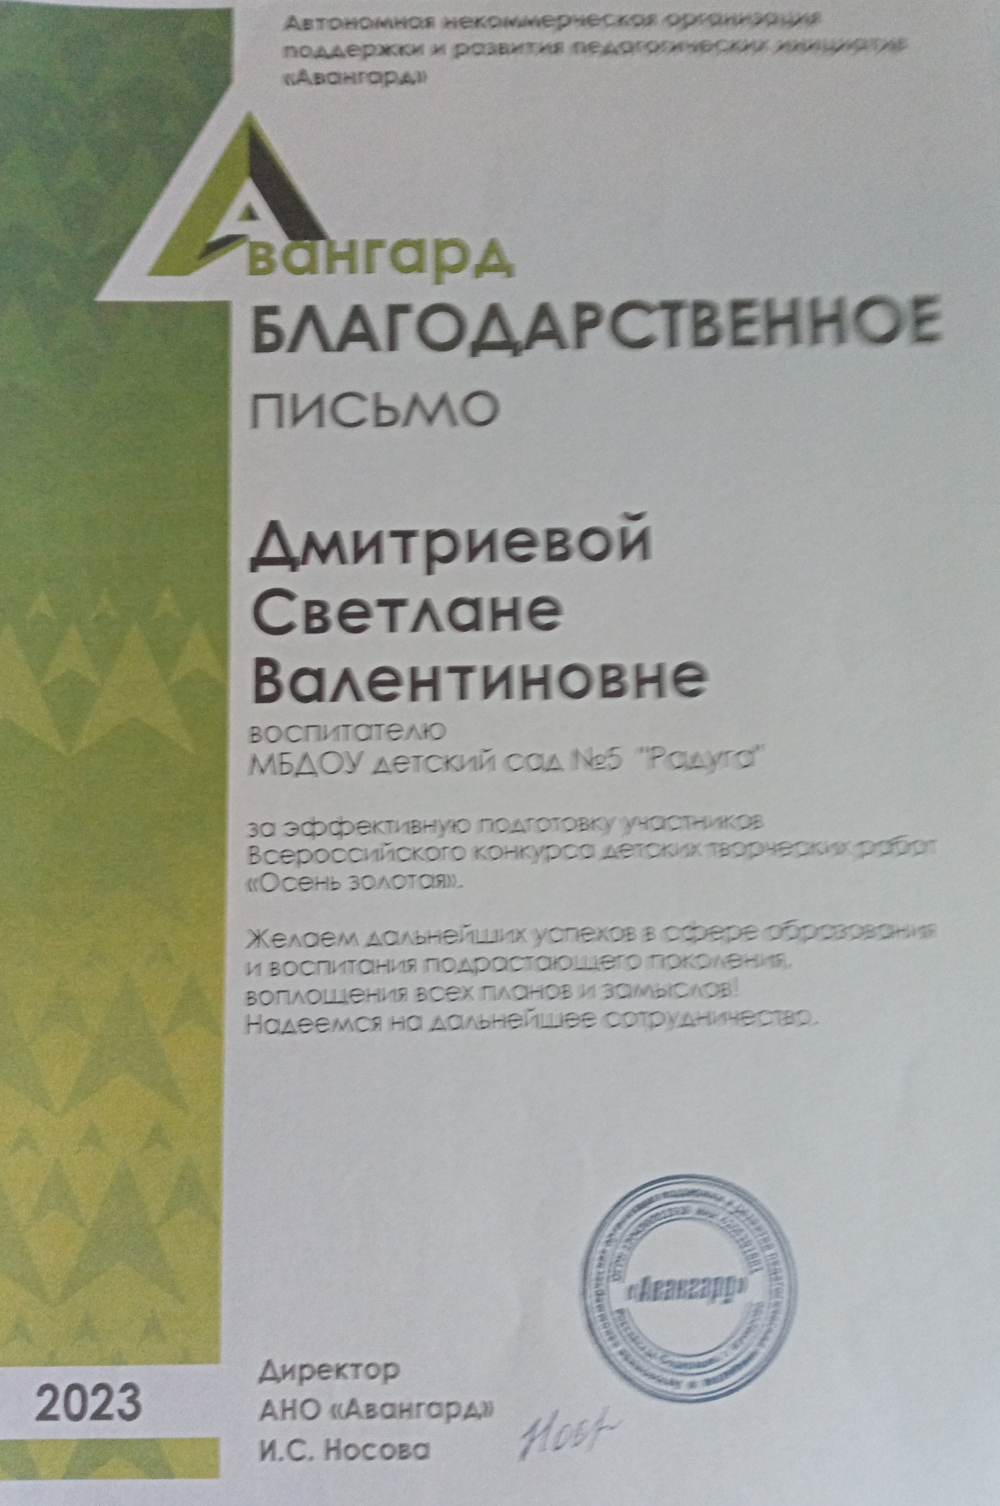 Автономная некоммерческая организация
поддержки и развития педагогических инициатив
«Авангард»
Авангард
БЛАГОДАРСТВЕННОЕ
ПИСЬМО
Дмитриевой
Светлане
Валентиновне
воспитателю
МБДОУ детский сад №5 "Радуга"
за эффективную подготовку участников
Всероссийского конкурса детских творческих работ
«Осень золотая».
Желаем дальнейших успехов в сфере образования
и воспитания подрастающего поколения,
воплощения всех планов и замыслов!
Надеемся на дальнейшее сотрудничество.
«Авангард»
Директор
АНО «Авангард»
И.С. Носова
2023